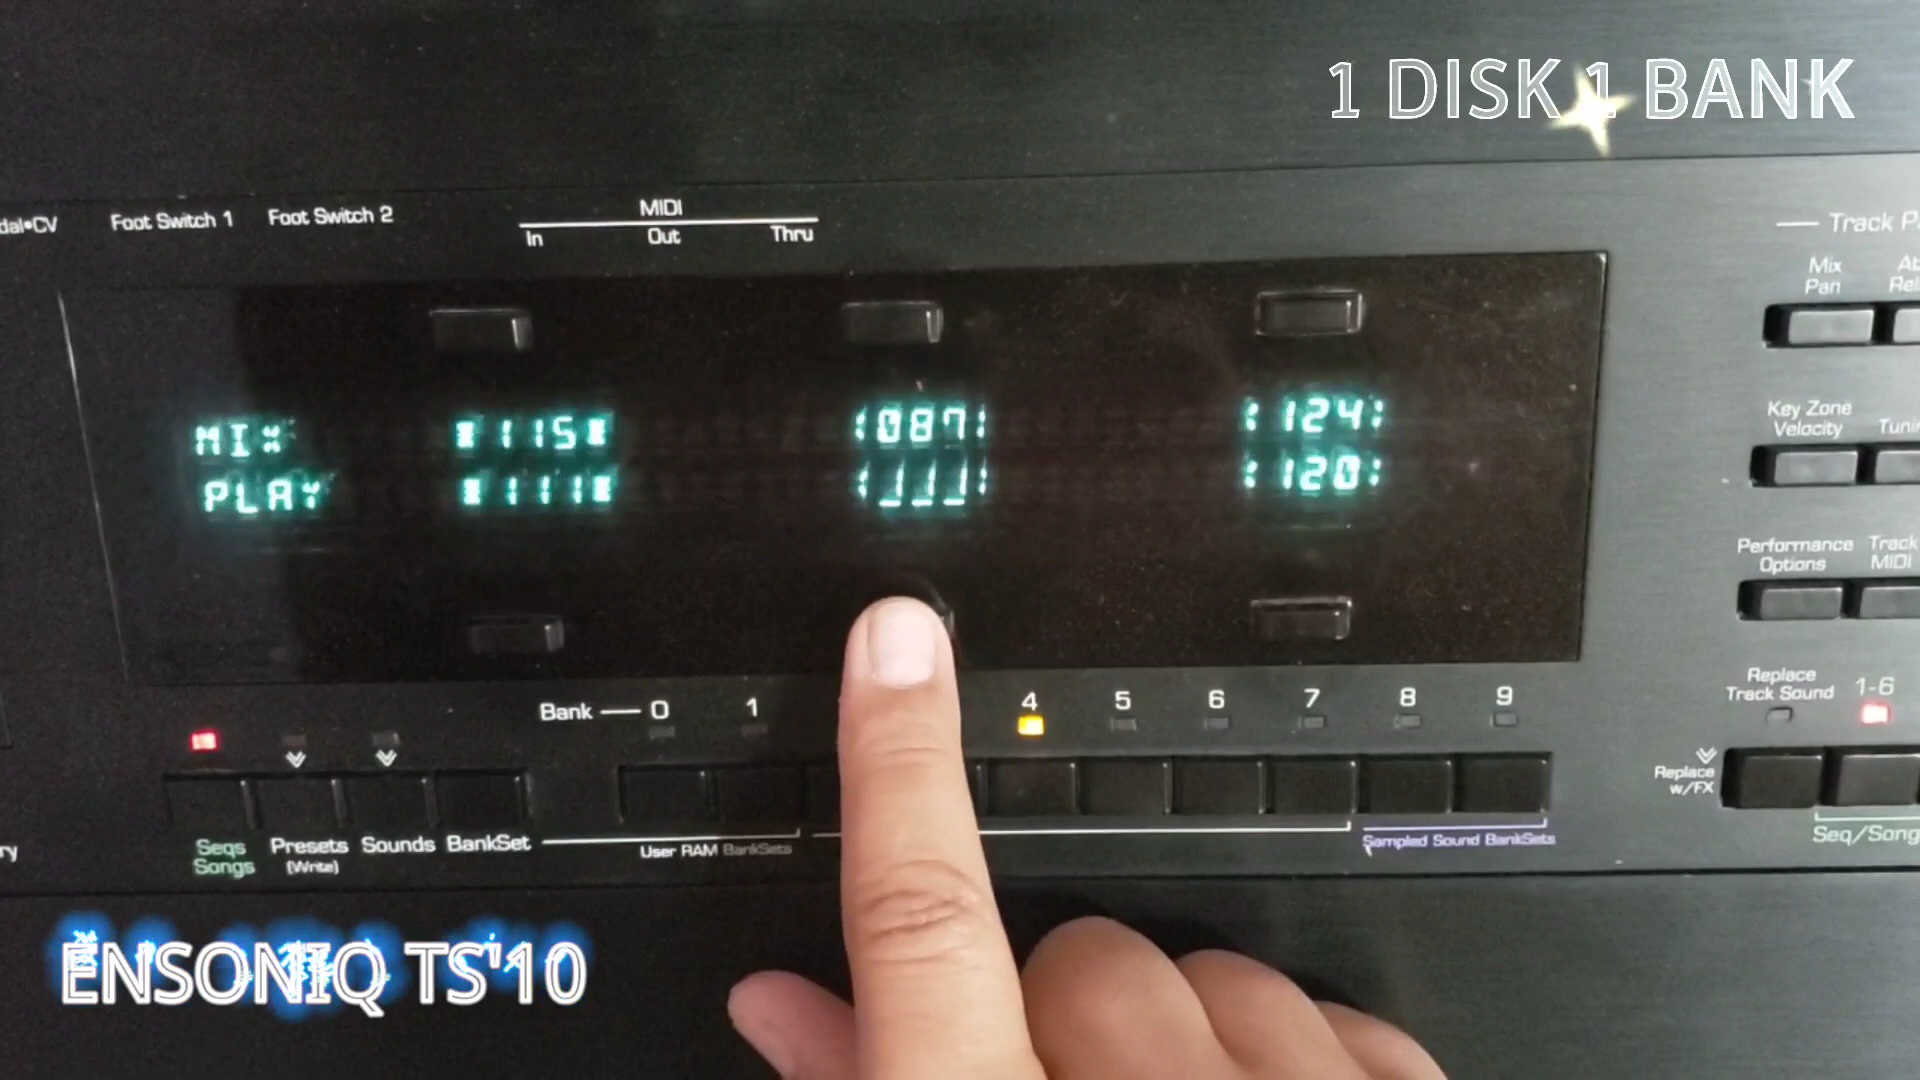 1 DISK 1 BANK
dal•CV Foot Switch 1 Foot Switch 2
MIDI
In Out Thru
Track
Mix
Pan
MIX 115 087 124
PLAY 111 120
Key Zone
Velocity
Performance
Options
Track
MIDI
Replace
Track Sound
1-6
Bank 0 1 4 5 6 7 8 9
Replace
w/FX
Seqs
Songs
Presets
(Write)
Sounds
BankSet
User RAM BankSets
Sampled Sound BankSets
Seq/Song
ENSONIQ TS'10